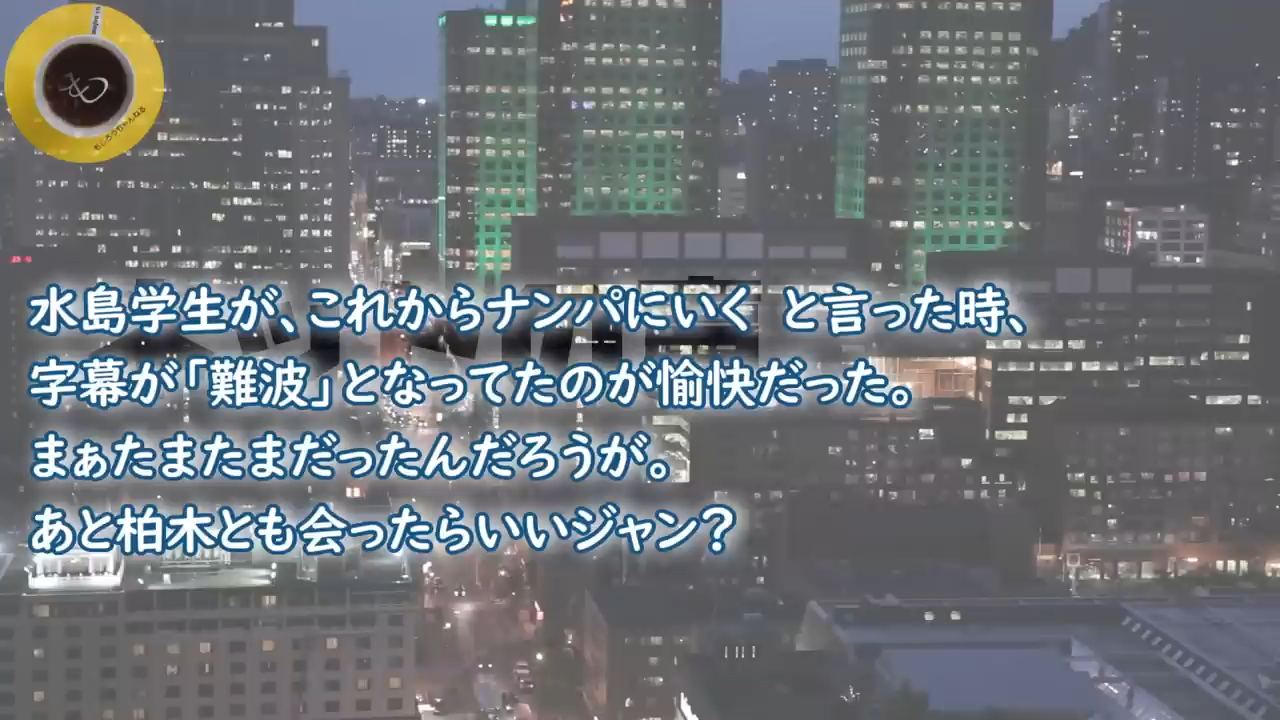 水島学生が、これからナンパにいく　と言った時、
字幕が「難波」となってたのが愉快だった。
まぁたまたまだったんだろうが。
あと柏木とも会ったらいいジャン？